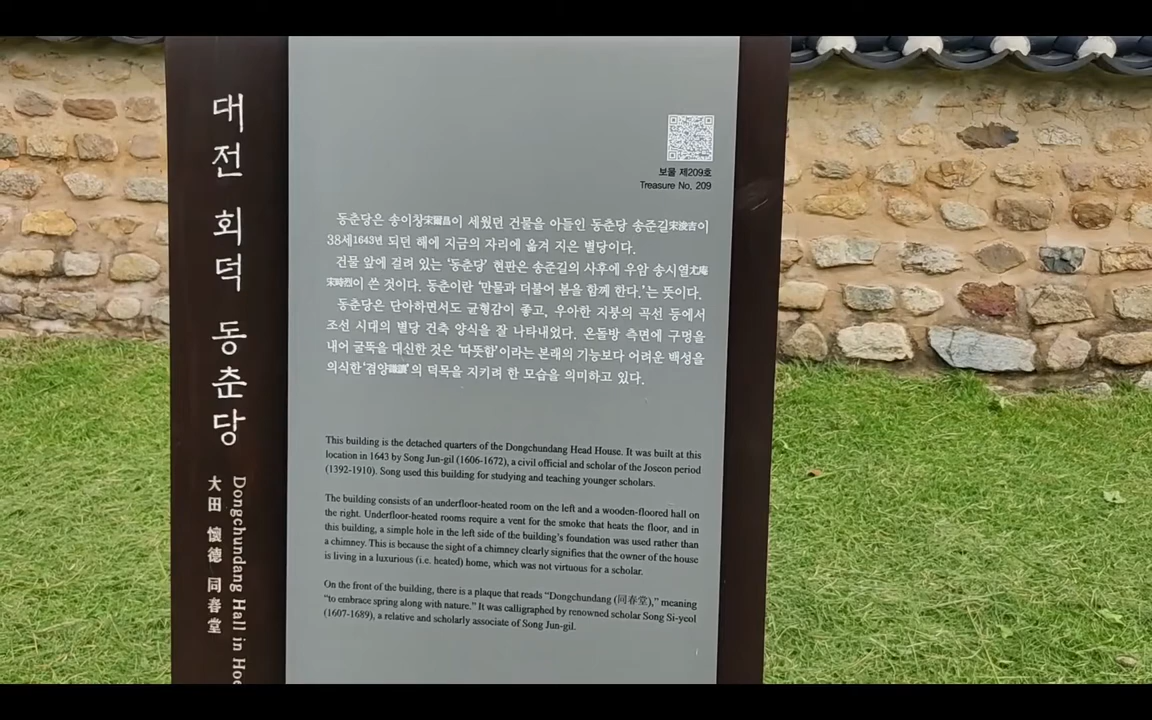 대전 회덕 동춘당
大田 懷德 同春堂
Dongchundang Hall in
보물 제209호
Treasure No. 209
동춘당은 송이창宋爾昌이 세웠던 건물을 아들인 동춘당 송준길宋浚吉이
38세1643년 되던 해에 지금의 자리에 옮겨 지은 별당이다.
건물 앞에 걸려 있는 '동춘당' 현판은 송준길의 사후에 우암 송시열尤庵
宋時烈이 쓴 것이다. 동춘이란 '만물과 더불어 봄을 함께 한다.'는 뜻이다.
동춘당은 단아하면서도 균형감이 좋고, 우아한 지붕의 곡선 등에서
조선 시대의 별당 건축 양식을 잘 나타내었다. 온돌방 측면에 구멍을
내어 굴뚝을 대신한 것은 '따뜻함'이라는 본래의 기능보다 어려운 백성을
의식한 '겸양'의 덕목을 지키려 한 모습을 의미하고 있다.
This building is the detached quarters of the Dongchundang Head House. It was built at this
location in 1643 by Song Jun-gil (1606-1672), a civil official and scholar of the Joseon period
(1392-1910). Song used this building for studying and teaching younger scholars.
The building consists of an underfloor-heated room on the left and a wooden-floored hall on
the right. Underfloor-heated rooms require a vent for the smoke that heats the floor, and in
this building, a simple hole in the left side of the building's foundation was used rather than
a chimney. This is because the sight of a chimney clearly signifies that the owner of the house
is living in a luxurious (i.e. heated) home, which was not virtuous for a scholar.
On the front of the building, there is a plaque that reads "Dongchundang (同春堂)," meaning
"to embrace spring along with nature." It was calligraphed by renowned scholar Song Si-yeol
(1607-1689), a relative and scholarly associate of Song Jun-gil.